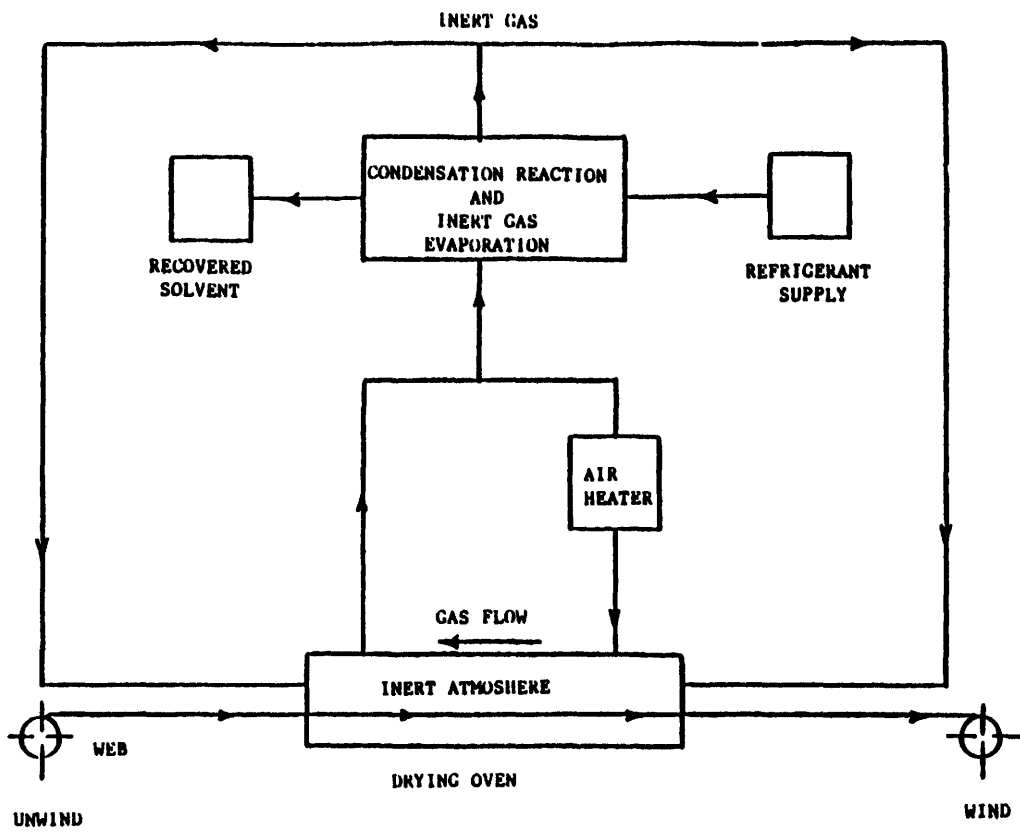 INERT GAS
CONDENSATION REACTION
AND
INERT GAS
EVAPORATION
RECOVERED
SOLVENT
REFRIGERANT
SUPPLY
AIR
HEATER
GAS FLOW
INERT ATMOSHERE
WEB
DRYING OVEN
UNWIND
WIND